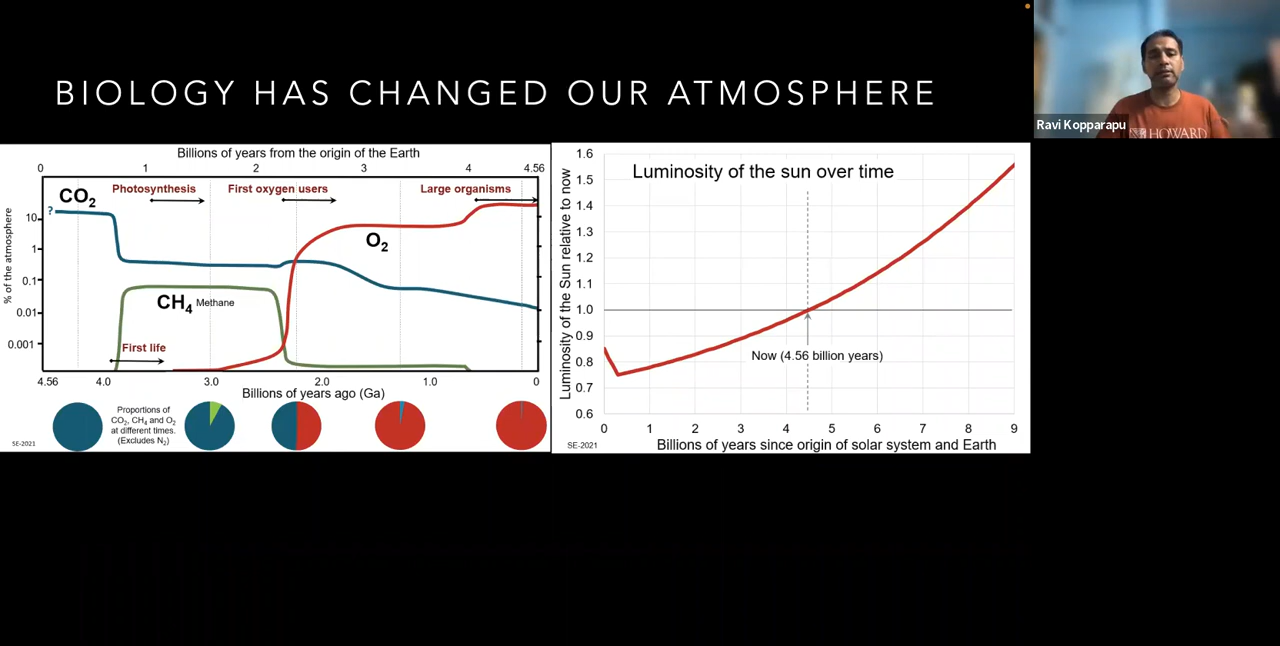 BIOLOGY HAS CHANGED OUR ATMOSPHERE
Ravi Kopparapu
HOWARD
Billions of years from the origin of the Earth
0 1 2 3 4 4.56
CO2
Photosynthesis
First oxygen users
Large organisms
?
% of the atmosphere
10
1
0.1
0.01
0.001
O2
CH4 Methane
First life
4.56 4.0 3.0 2.0 1.0 0
Billions of years ago (Ga)
Proportions of
CO2, CH4 and O2
at different times.
(Excludes N2)
SE-2021
Luminosity of the sun over time
Luminosity of the Sun relative to now
1.6
1.5
1.4
1.3
1.2
1.1
1.0
0.9
0.8
0.7
0.6
Now (4.56 billion years)
0 1 2 3 4 5 6 7 8 9
SE-2021
Billions of years since origin of solar system and Earth